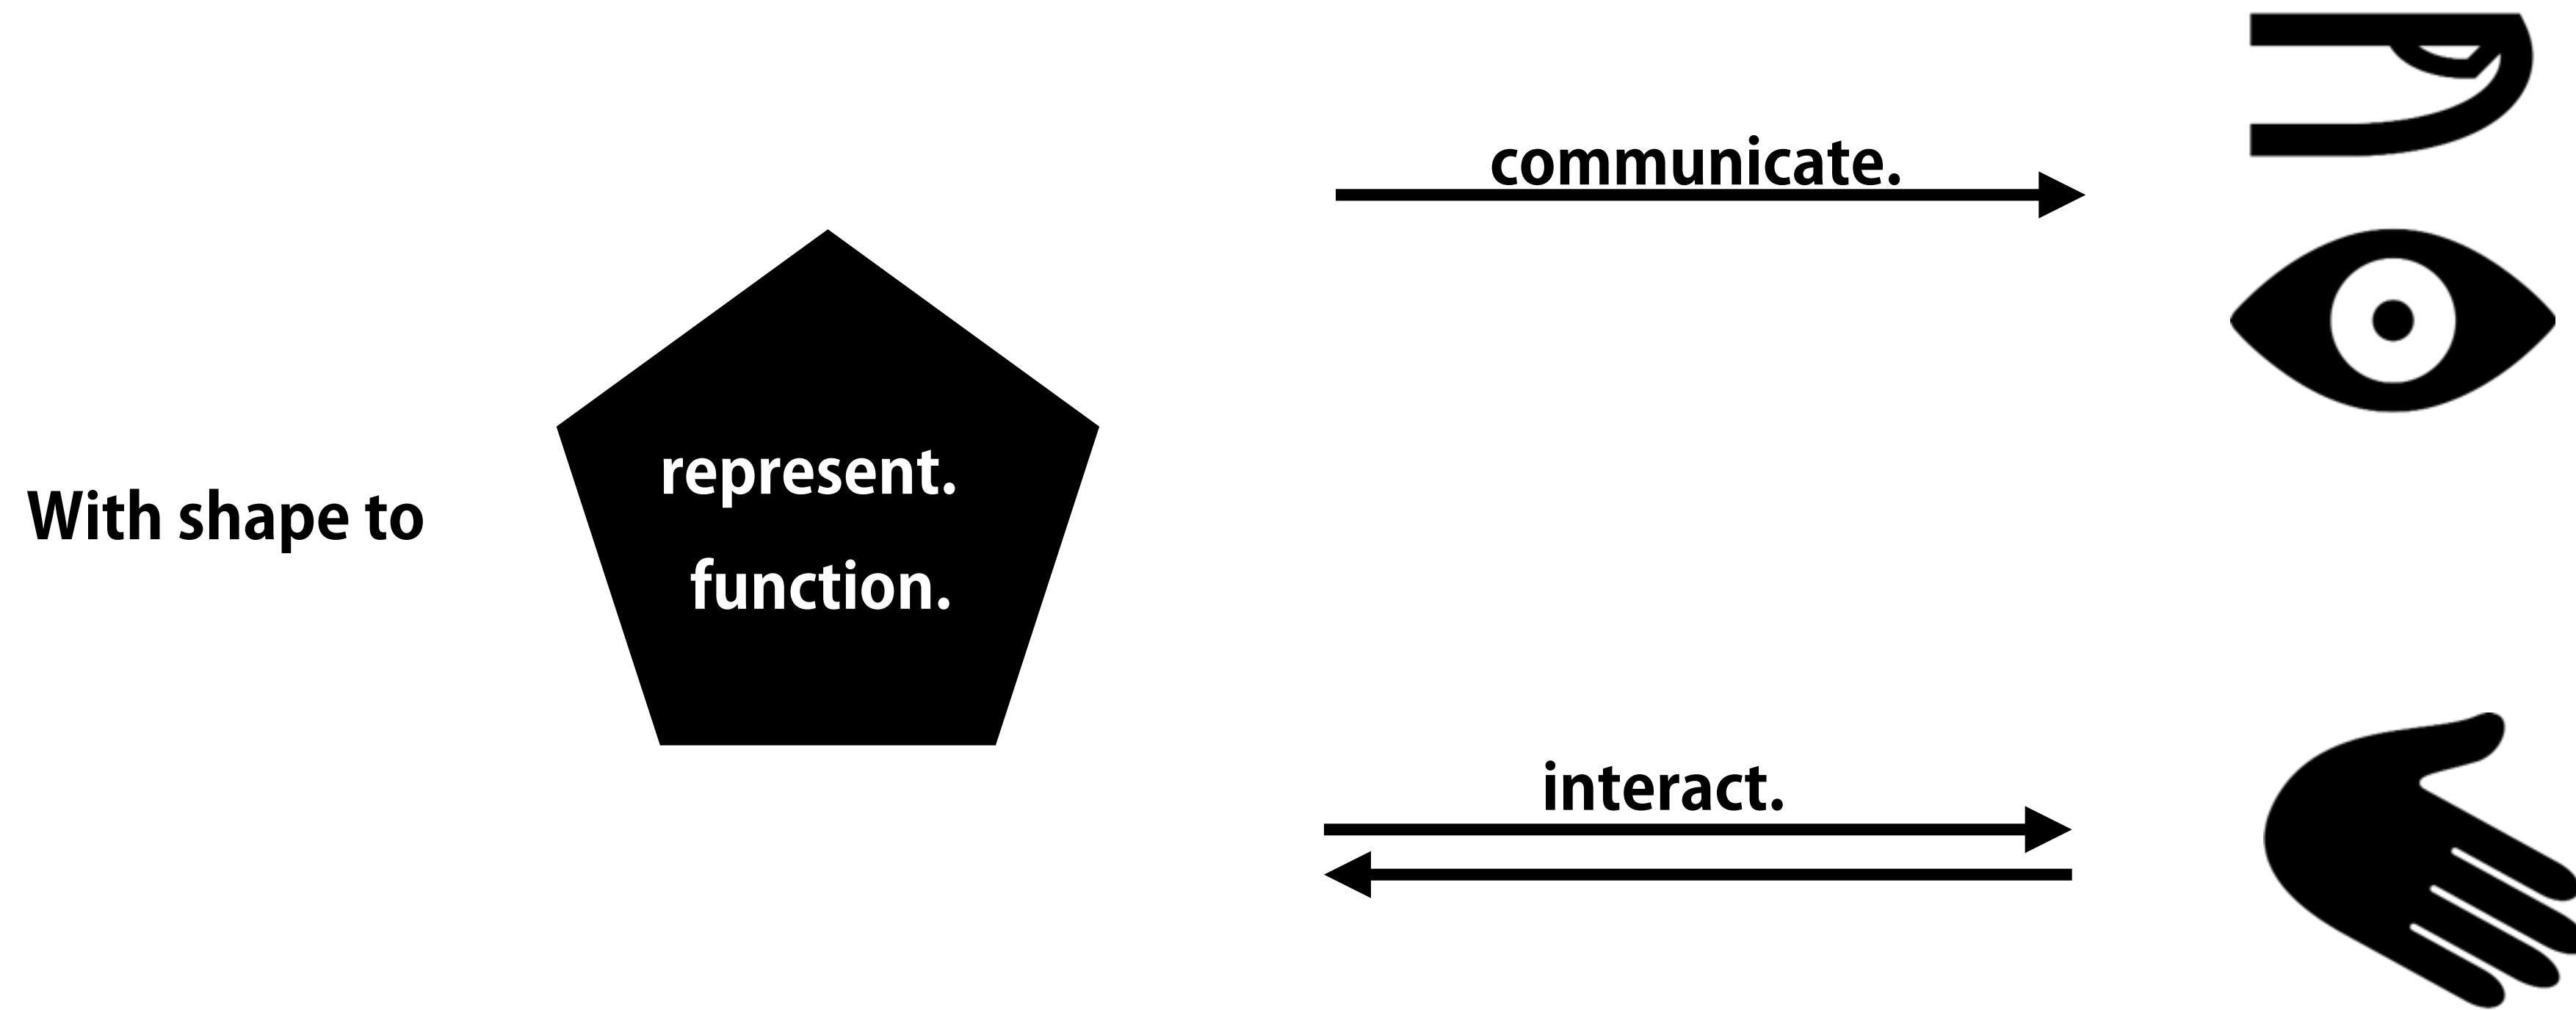 With shape to
represent.
function.
communicate.
interact.